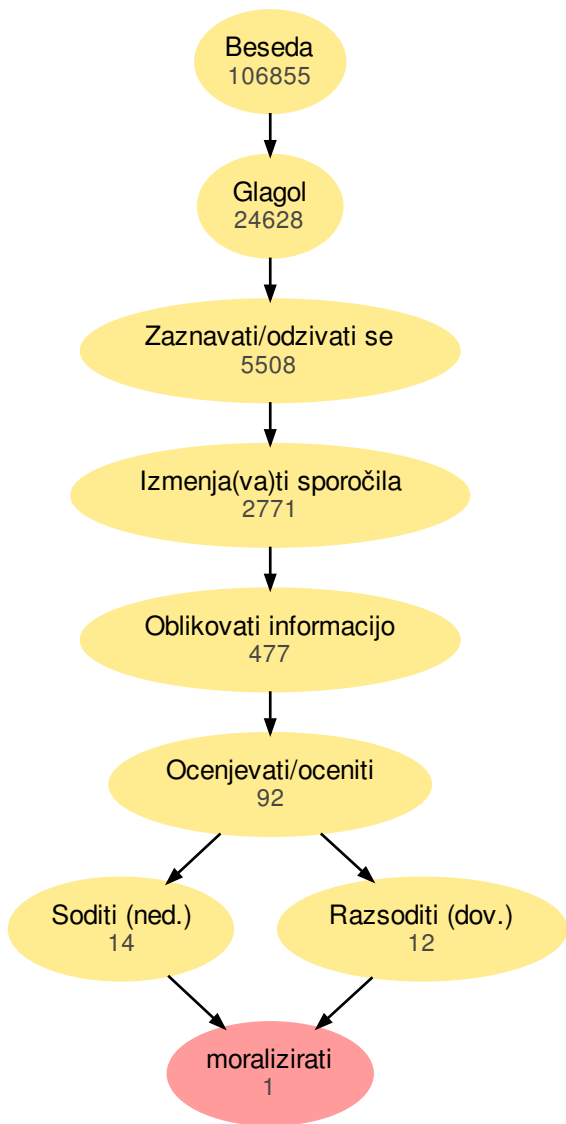 Beseda
106855
Glagol
24628
Zaznavati/odzivati se
5508
Izmenja(va)ti sporočila
2771
Oblikovati informacijo
477
Ocenjevati/oceniti
92
Soditi (ned.)
14
Razsoditi (dov.)
12
moralizirati
1